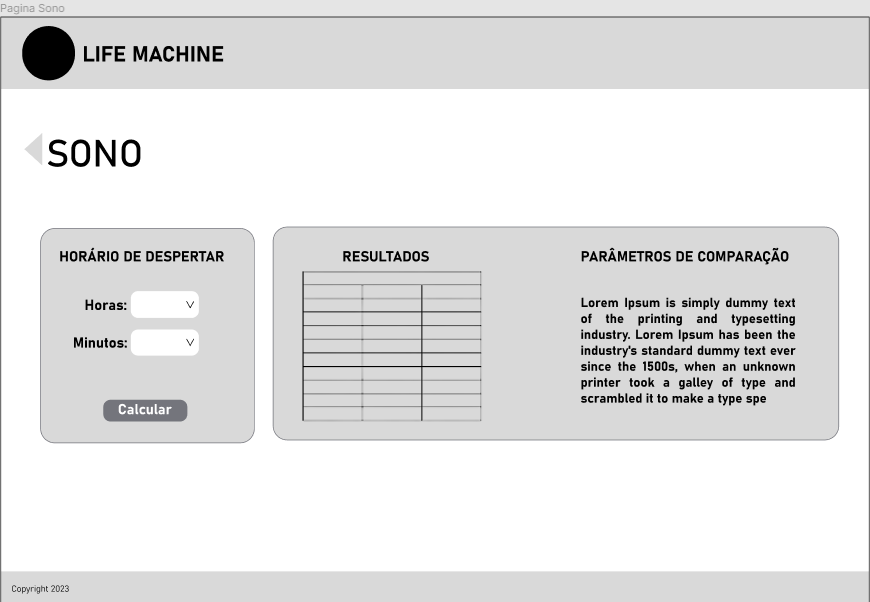 Pagina Sono
LIFE MACHINE
SONO
HORÁRIO DE DESPERTAR
Horas:
Minutos:
Calcular
RESULTADOS
PARÂMETROS DE COMPARAÇÃO
Lorem Ipsum is simply dummy text
of the printing and typesetting
industry. Lorem Ipsum has been the
industry's standard dummy text ever
since the 1500s, when an unknown
printer took a galley of type and
scrambled it to make a type spe
Copyright 2023